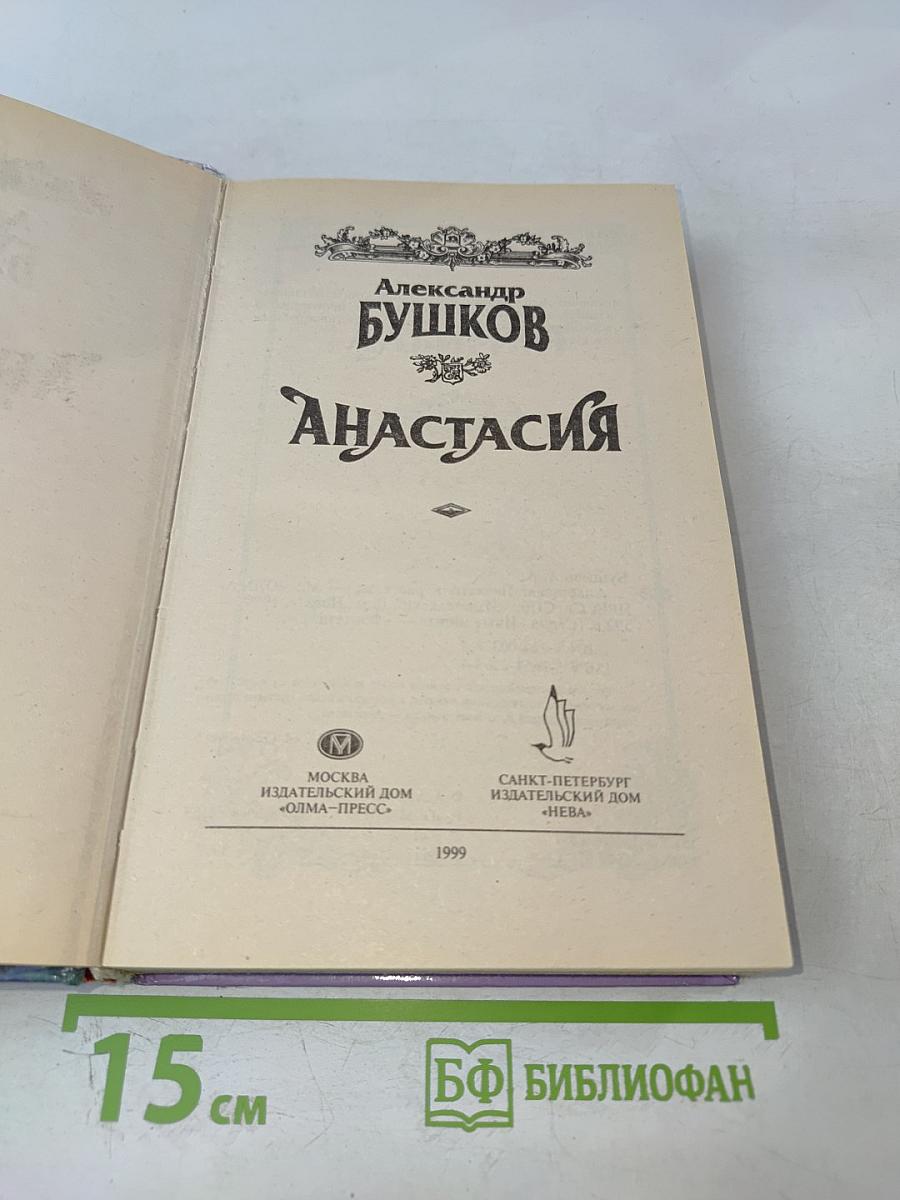 Александр
БУШКОВ
АНАСТАСИЯ
МОСКВА
ИЗДАТЕЛЬСКИЙ ДОМ
«ОЛМА-ПРЕСС»
САНКТ-ПЕТЕРБУРГ
ИЗДАТЕЛЬСКИЙ ДОМ
«НЕВА»
1999
15 см
БФ БИБЛИОФАН